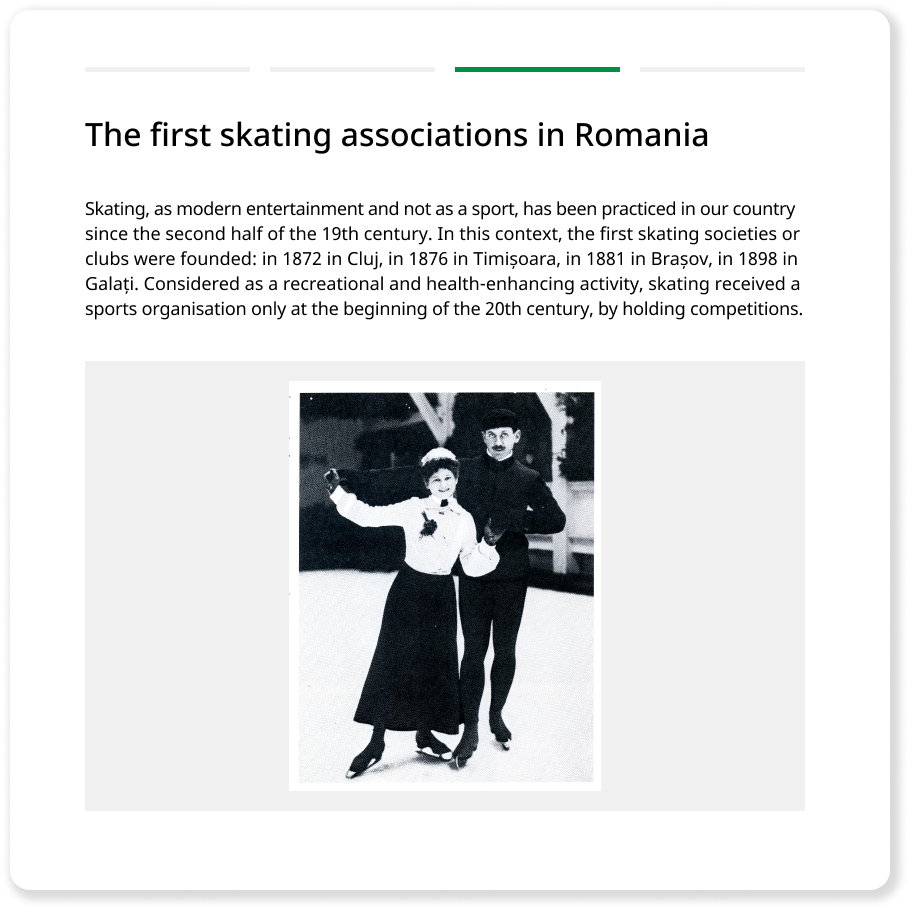 The first skating associations in Romania
Skating, as modern entertainment and not as a sport, has been practiced in our country
since the second half of the 19th century. In this context, the first skating societies or
clubs were founded: in 1872 in Cluj, in 1876 in Timișoara, in 1881 in Brașov, in 1898 in
Galați. Considered as a recreational and health-enhancing activity, skating received a
sports organisation only at the beginning of the 20th century, by holding competitions.